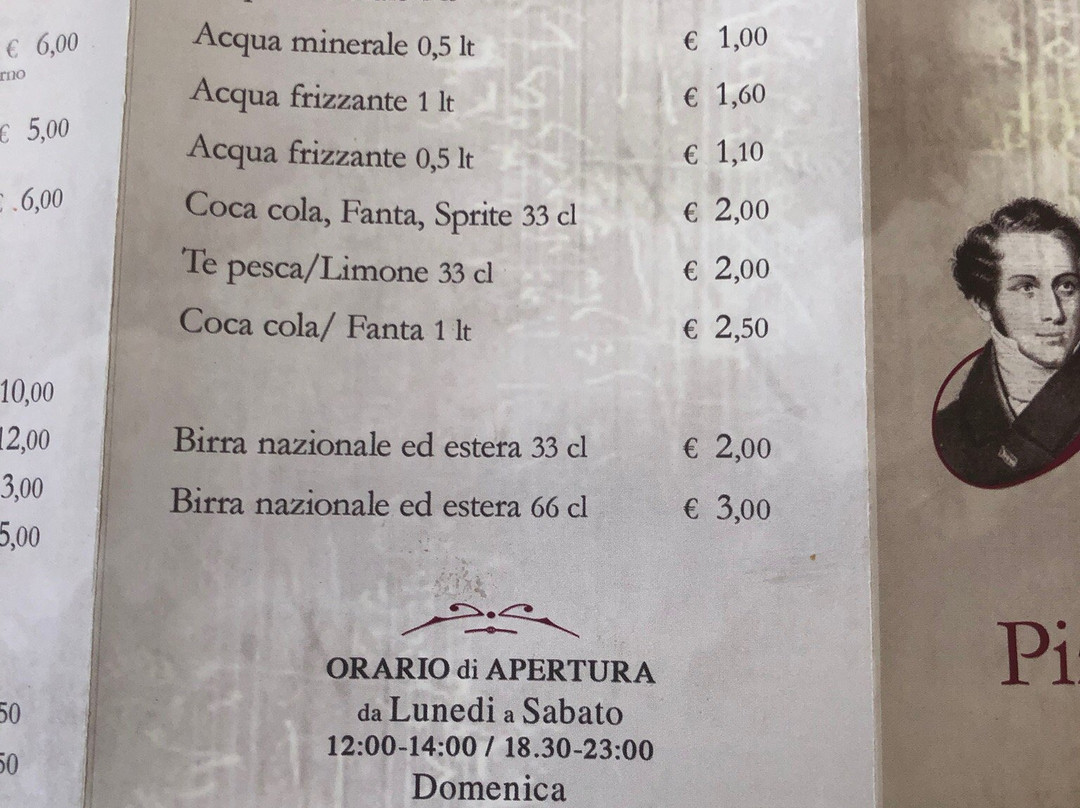 € 6,00
rno
€ 5,00
€ .6,00
10,00
12,00
3,00
5,00
50
50
Acqua minerale 0,5 lt € 1,00
Acqua frizzante 1 lt € 1,60
Acqua frizzante 0,5 lt € 1,10
Coca cola, Fanta, Sprite 33 cl € 2,00
Te pesca/Limone 33 cl € 2,00
Coca cola/ Fanta 1 lt € 2,50
Birra nazionale ed estera 33 cl € 2,00
Birra nazionale ed estera 66 cl € 3,00
ORARIO di APERTURA
da Lunedi a Sabato
12:00-14:00 / 18.30-23:00
Domenica
Pi